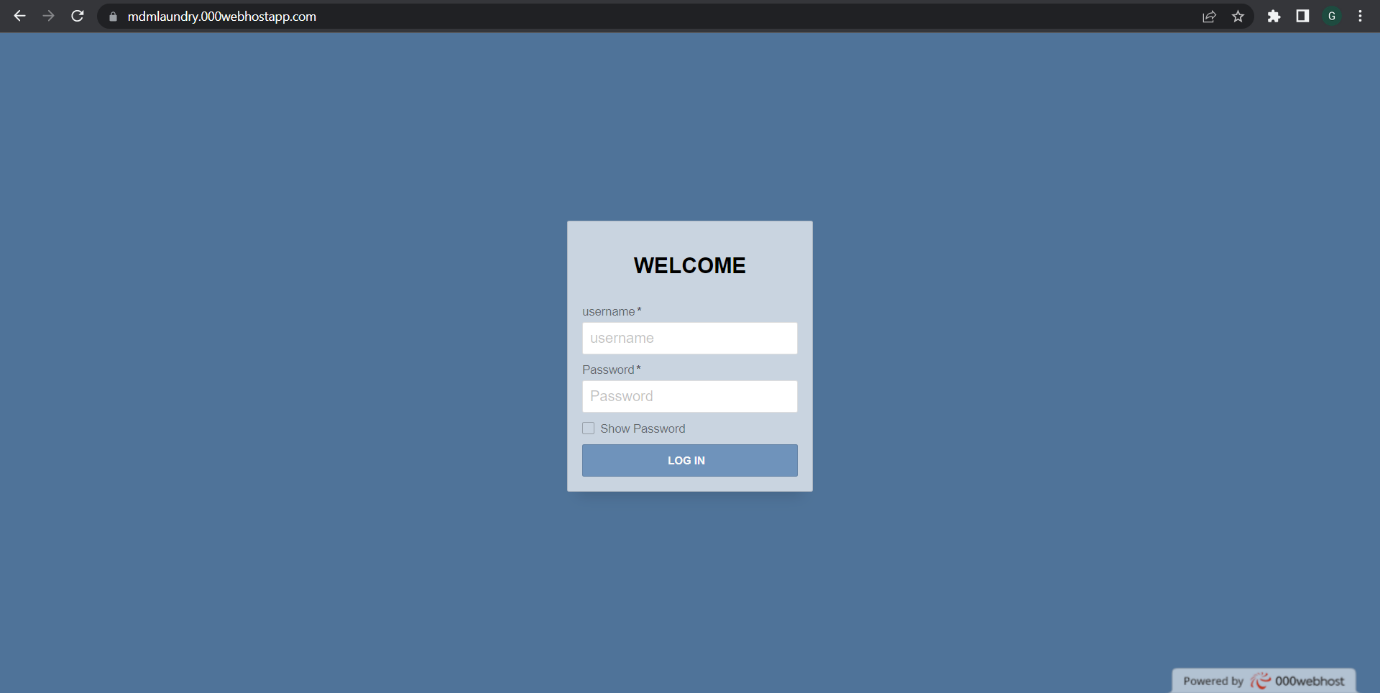 mdmlaundry.000webhostapp.com
G
WELCOME
username*
username
Password*
Password
Show Password
LOG IN
Powered by 000webhost